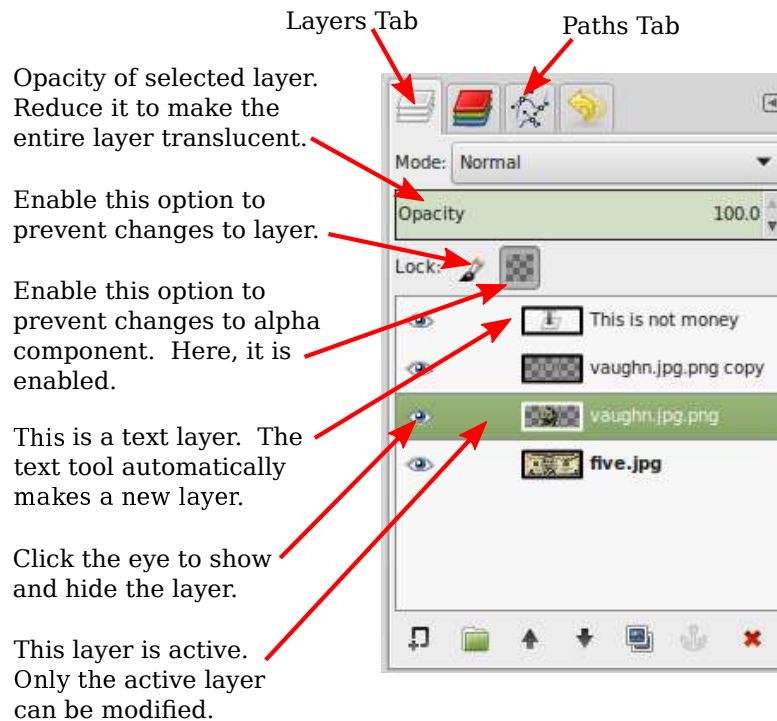 Layers Tab
Paths Tab
Opacity of selected layer.
Reduce it to make the
entire layer translucent.
Enable this option to
prevent changes to layer.
Enable this option to
prevent changes to alpha
component. Here, it is
enabled.
This is a text layer. The
text tool automatically
makes a new layer.
Click the eye to show
and hide the layer.
This layer is active.
Only the active layer
can be modified.
Mode: Normal
Opacity 100.0
Lock:
This is not money
vaughn.jpg.png copy
vaughn.jpg.png
five.jpg